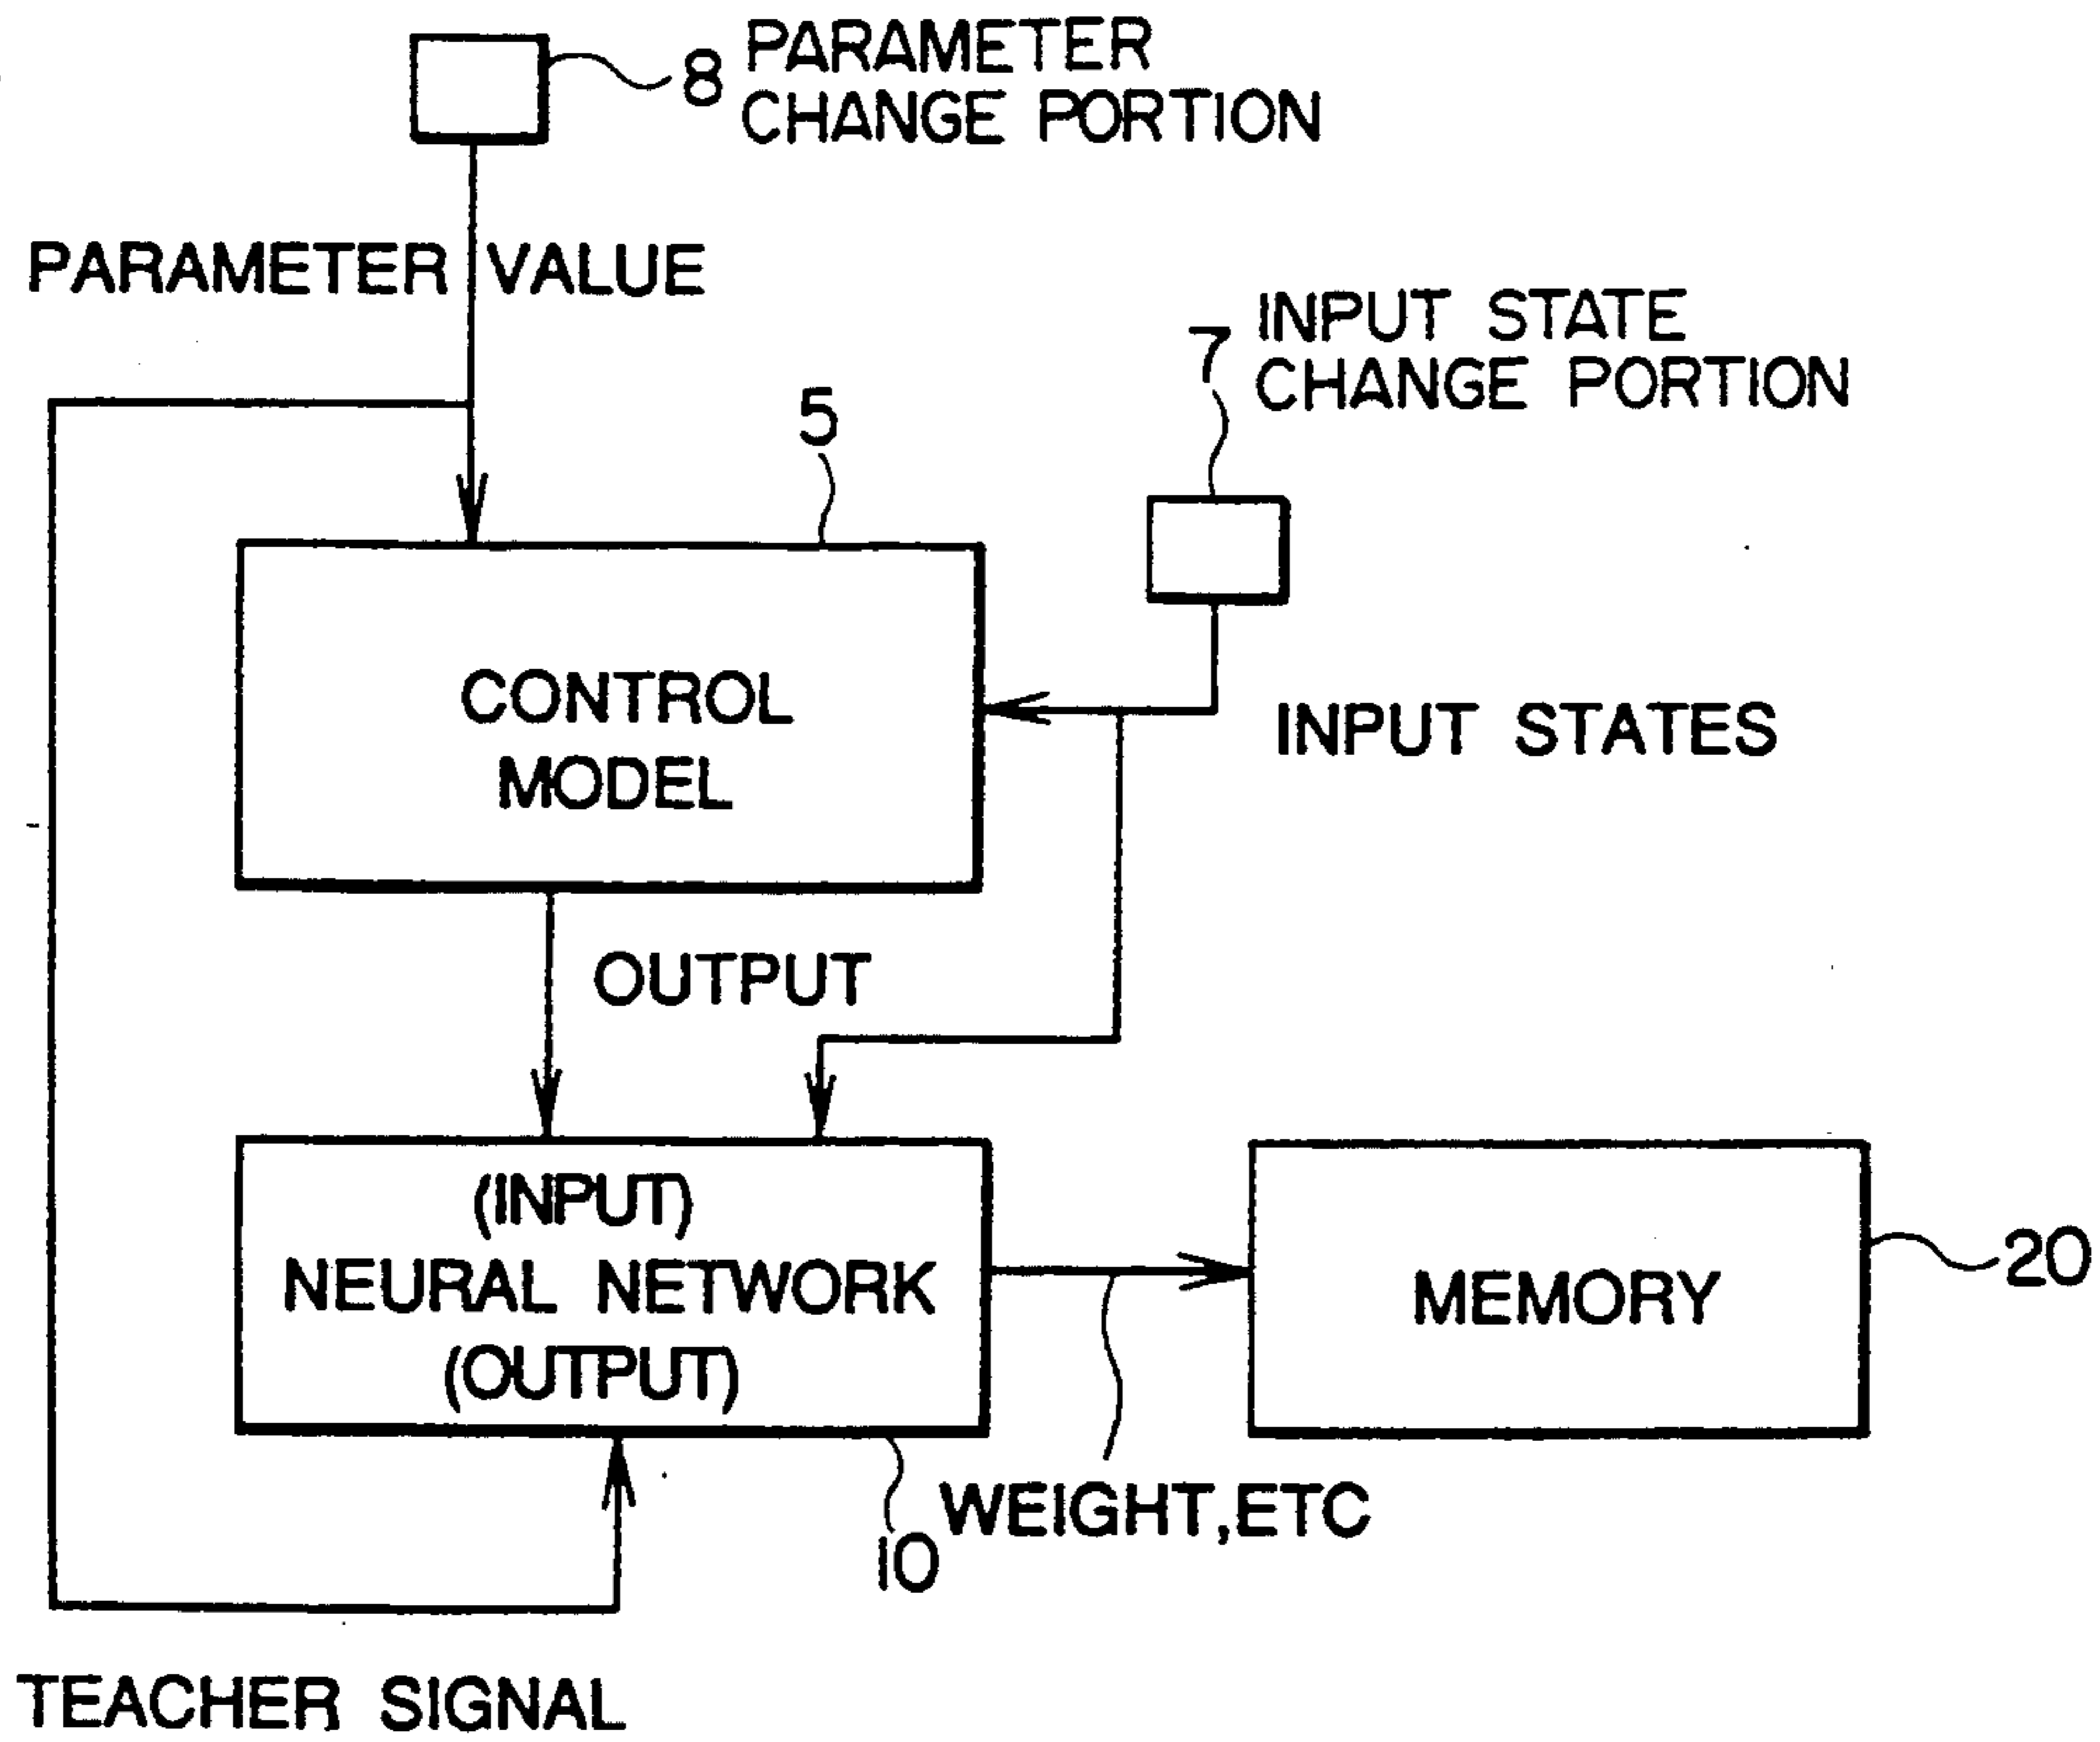 8 PARAMETER
CHANGE PORTION
PARAMETER VALUE
7 INPUT STATE
CHANGE PORTION
5
CONTROL
MODEL
INPUT STATES
OUTPUT
(INPUT)
NEURAL NETWORK
(OUTPUT)
MEMORY
20
WEIGHT,ETC
10
TEACHER SIGNAL